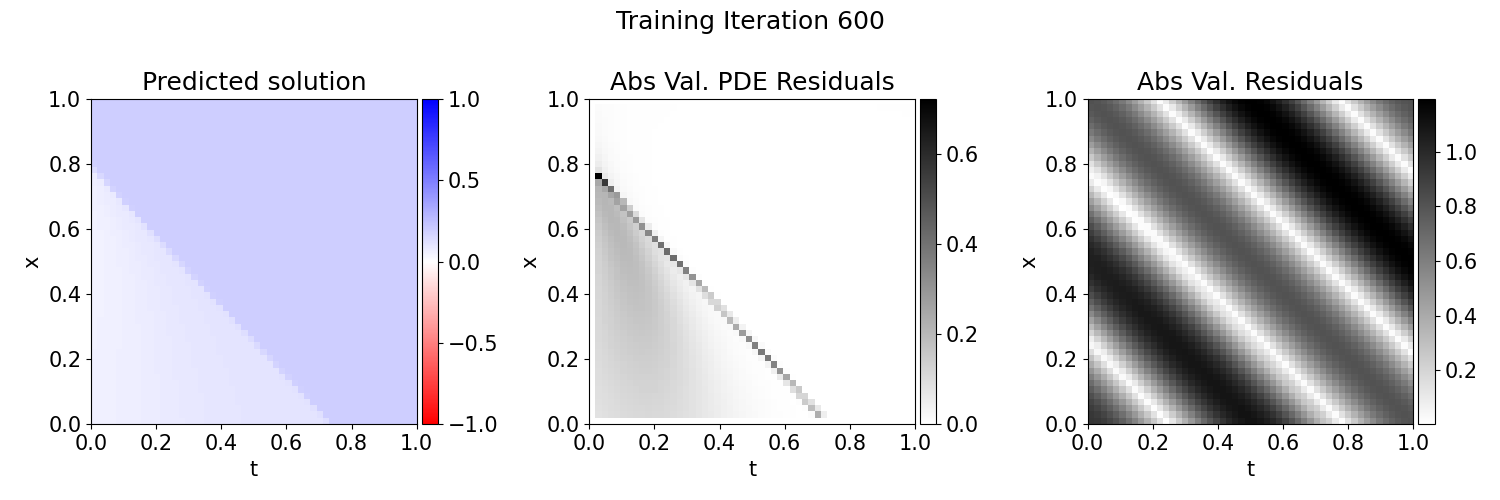 Training Iteration 600
Predicted solution
Abs Val. PDE Residuals
Abs Val. Residuals
1.0
0.8
0.6
0.4
0.2
0.0
x
0.0 0.2 0.4 0.6 0.8 1.0
t
1.0
0.5
0.0
−0.5
−1.0
1.0
0.8
0.6
0.4
0.2
0.0
x
0.0 0.2 0.4 0.6 0.8 1.0
t
0.6
0.4
0.2
0.0
1.0
0.8
0.6
0.4
0.2
0.0
x
0.0 0.2 0.4 0.6 0.8 1.0
t
1.0
0.8
0.6
0.4
0.2